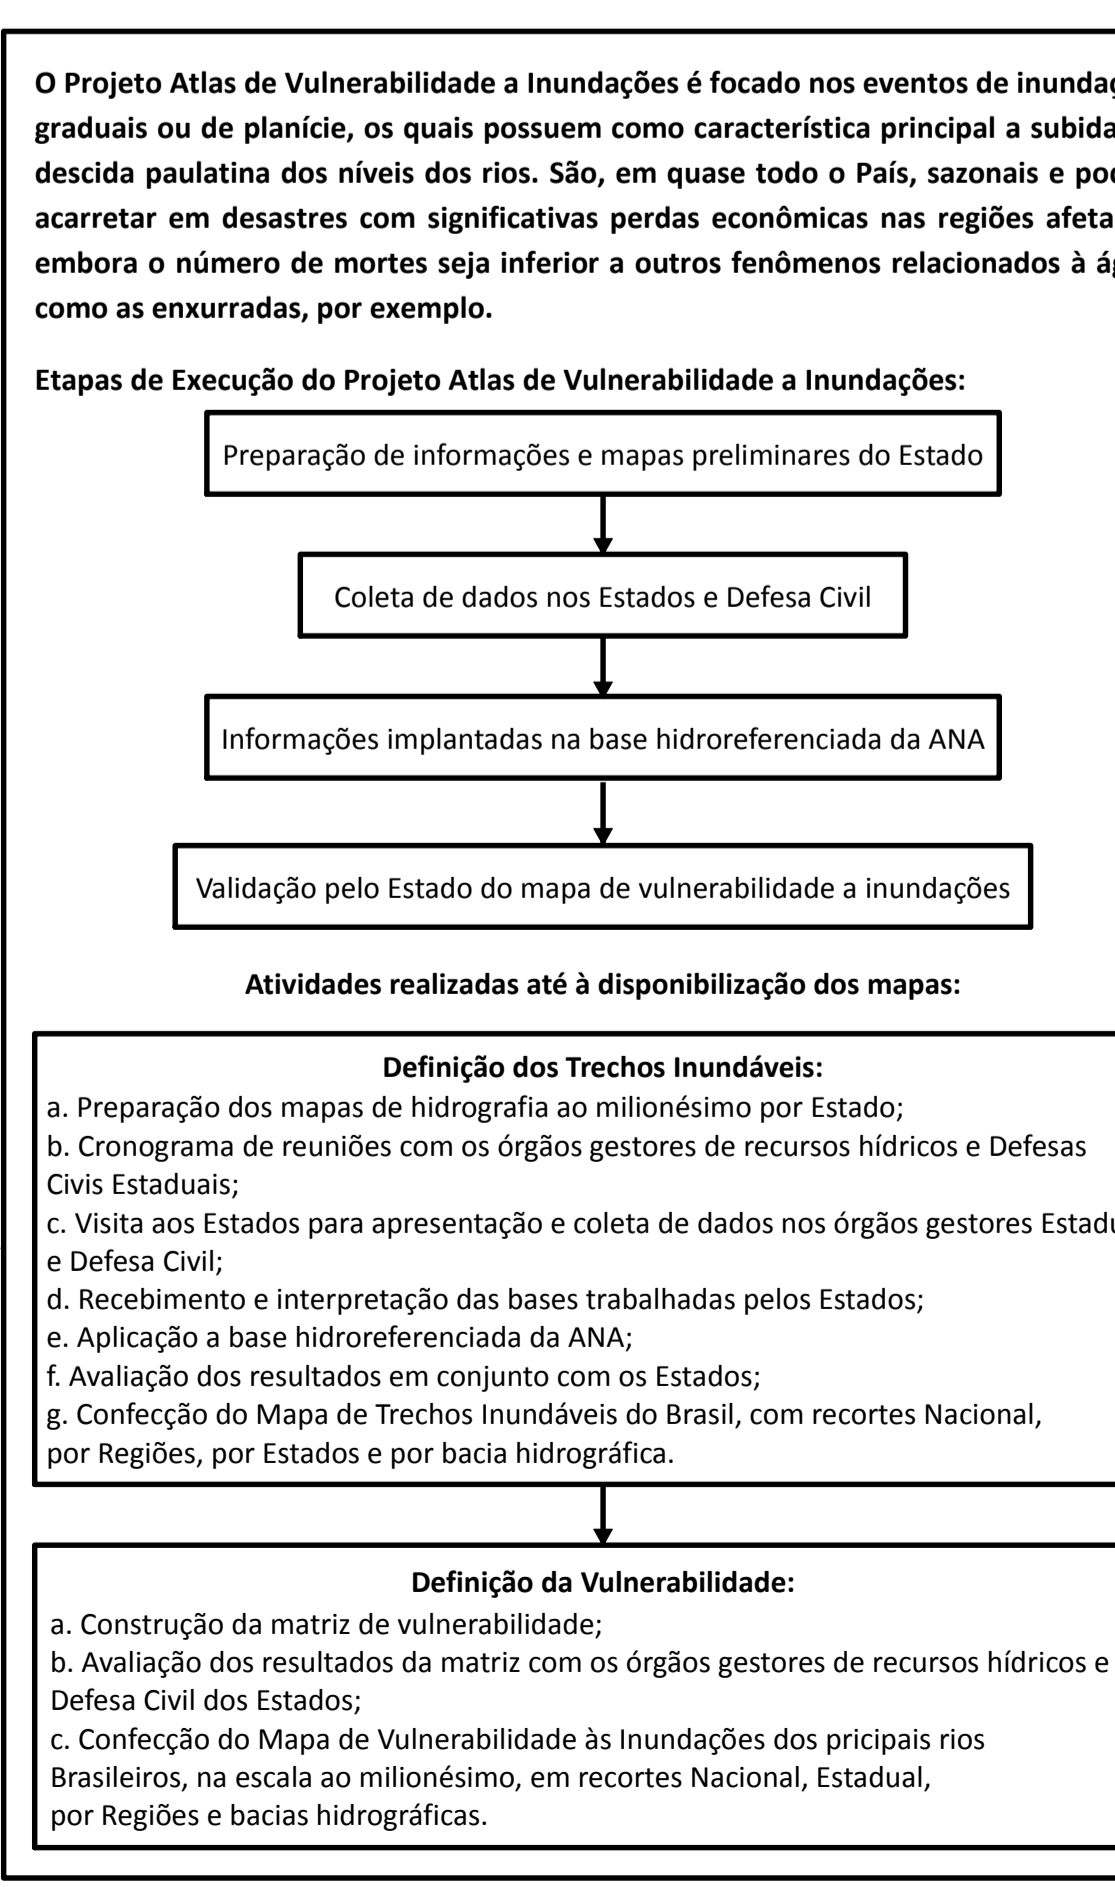 O Projeto Atlas de Vulnerabilidade a Inundações é focado nos eventos de
graduais ou de planície, os quais possuem como característica principal a subida
descida paulatina dos níveis dos rios. São, em quase todo o País, sazonais e
acarretar em desastres com significativas perdas econômicas nas regiões
embora o número de mortes seja inferior a outros fenômenos relacionados à
como as enxurradas, por exemplo.
Etapas de Execução do Projeto Atlas de Vulnerabilidade a Inundações:
Preparação de informações e mapas preliminares do Estado
Coleta de dados nos Estados e Defesa Civil
Informações implantadas na base hidroreferenciada da ANA
Validação pelo Estado do mapa de vulnerabilidade a inundações
Atividades realizadas até à disponibilização dos mapas:
Definição dos Trechos Inundáveis:
a. Preparação dos mapas de hidrografia ao milionésimo por Estado;
b. Cronograma de reuniões com os órgãos gestores de recursos hídricos e Defesas
Civis Estaduais;
c. Visita aos Estados para apresentação e coleta de dados nos órgãos gestores
e Defesa Civil;
d. Recebimento e interpretação das bases trabalhadas pelos Estados;
e. Aplicação a base hidroreferenciada da ANA;
f. Avaliação dos resultados em conjunto com os Estados;
g. Confecção do Mapa de Trechos Inundáveis do Brasil, com recortes Nacional,
por Regiões, por Estados e por bacia hidrográfica.
Definição da Vulnerabilidade:
a. Construção da matriz de vulnerabilidade;
b. Avaliação dos resultados da matriz com os órgãos gestores de recursos hídricos e
Defesa Civil dos Estados;
c. Confecção do Mapa de Vulnerabilidade às Inundações dos pricipais rios
Brasileiros, na escala ao milionésimo, em recortes Nacional, Estadual,
por Regiões e bacias hidrográficas.